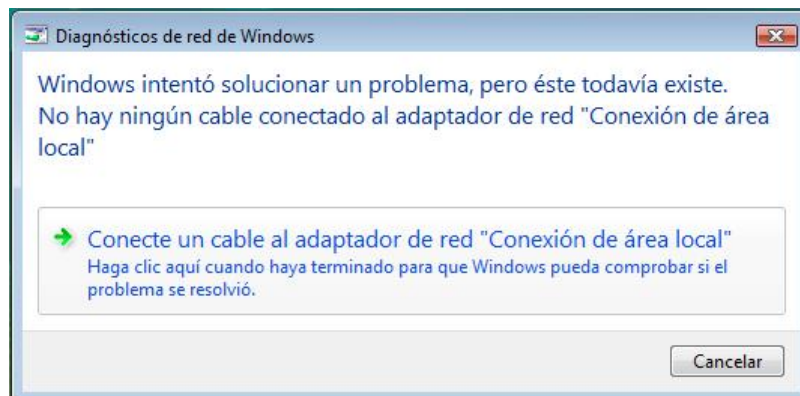 Diagnósticos de red de Windows
Windows intentó solucionar un problema, pero éste todavía existe.
No hay ningún cable conectado al adaptador de red "Conexión de área
local"
Conecte un cable al adaptador de red "Conexión de área local"
Haga clic aquí cuando haya terminado para que Windows pueda comprobar si el
problema se resolvió.
Cancelar